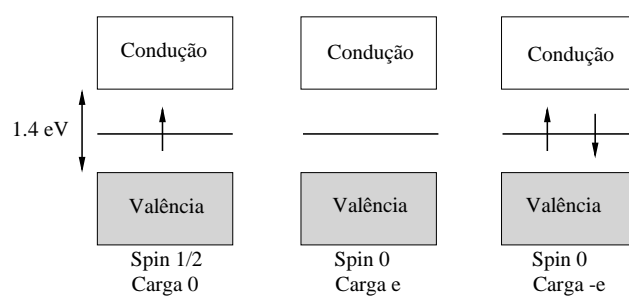 Condução
Condução
Condução
1.4 eV
Valência
Valência
Valência
Spin 1/2
Carga 0
Spin 0
Carga e
Spin 0
Carga -e